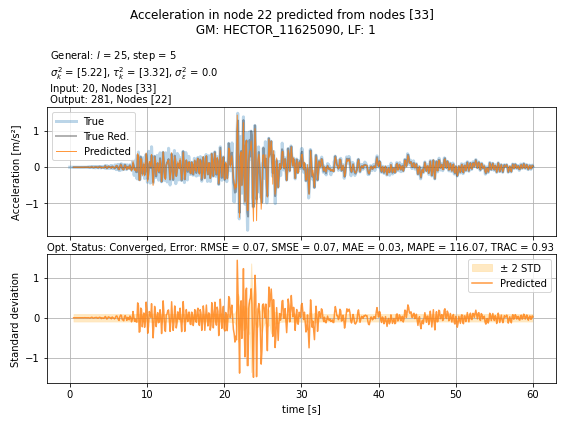 Acceleration in node 22 predicted from nodes [33]
GM: HECTOR_11625090, LF: 1
General: l = 25, step = 5
σ²ₖ = [5.22], τ²ₖ = [3.32], σ²ε = 0.0
Input: 20, Nodes [33]
Output: 281, Nodes [22]
True
True Red.
Predicted
Acceleration [m/s²]
1
0
−1
Opt. Status: Converged, Error: RMSE = 0.07, SMSE = 0.07, MAE = 0.03, MAPE = 116.07, TRAC = 0.93
± 2 STD
Predicted
Standard deviation
1
0
−1
0 10 20 30 40 50 60
time [s]